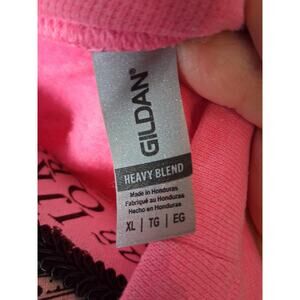 GILDAN®
HEAVY BLEND
Made in Honduras
Fabriqué au Honduras
Hecho en Honduras
XL | TG | EG